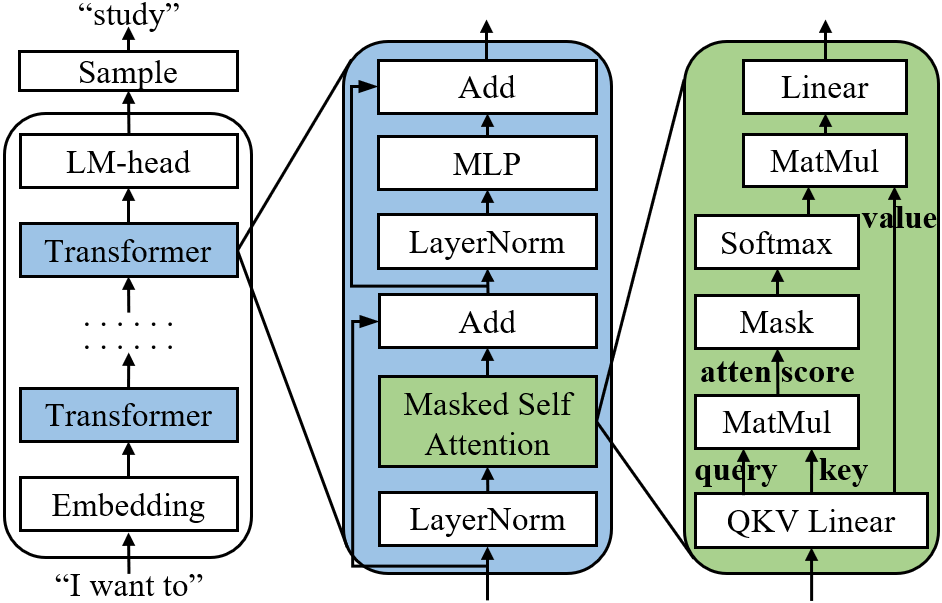 “study”
Sample
LM-head
Transformer
. . . . . .
. . . . . .
Transformer
Embedding
“I want to”
Add
MLP
LayerNorm
Add
Masked Self
Attention
LayerNorm
Linear
MatMul
value
Softmax
Mask
atten score
MatMul
query key
QKV Linear